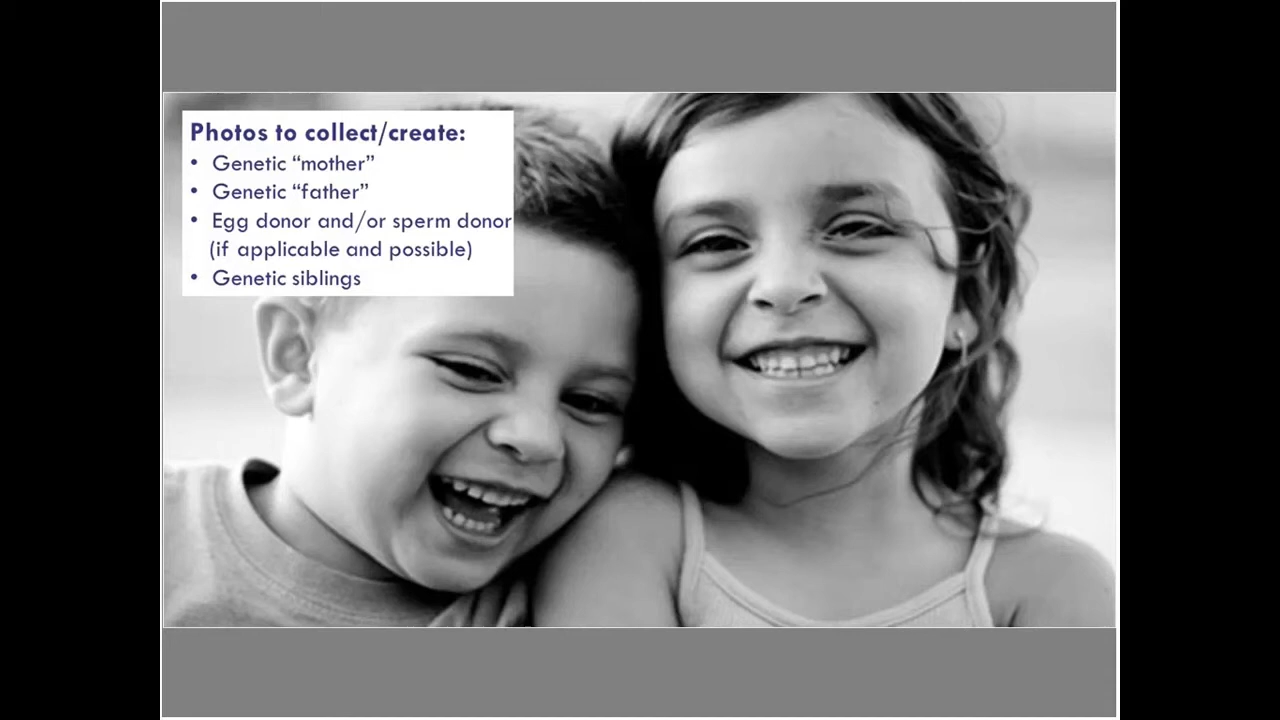 Photos to collect/create:
• Genetic “mother”
• Genetic “father”
• Egg donor and/or sperm donor
(if applicable and possible)
• Genetic siblings